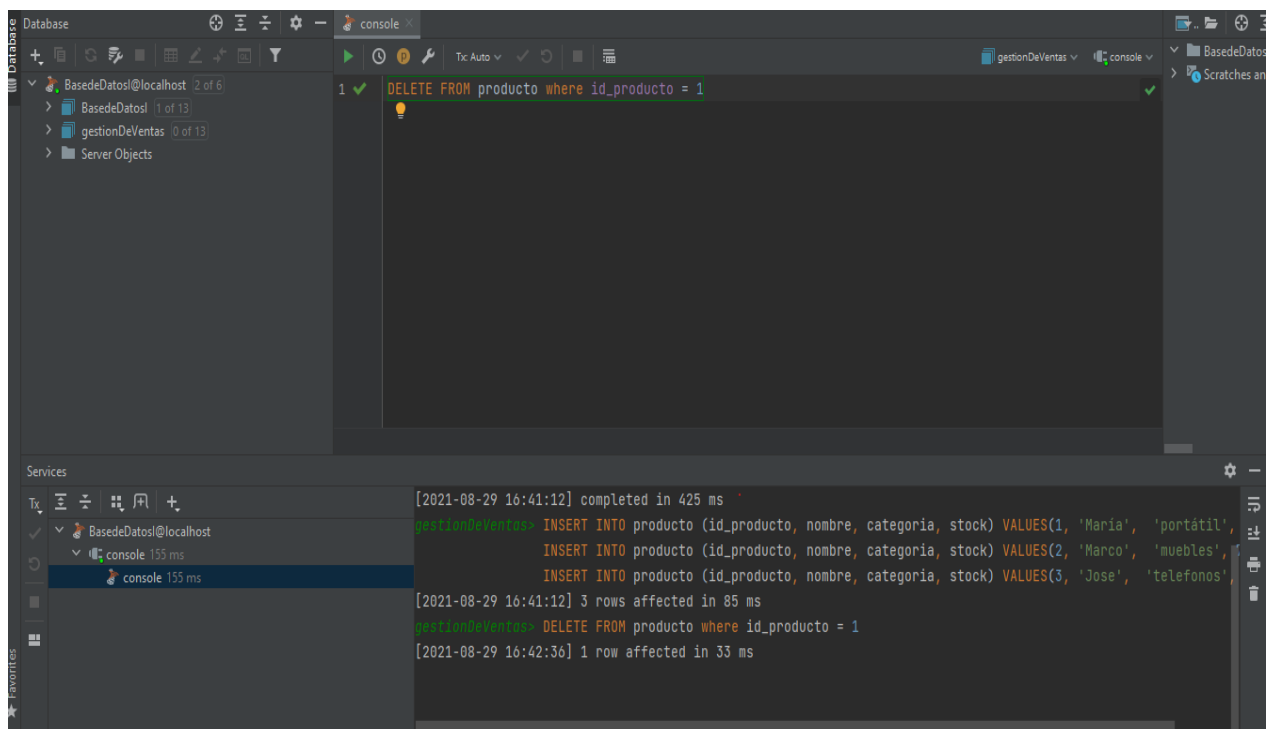 Database
console
Tx: Auto
gestionDeVentas
console
BasedeDatosI@localhost 2 of 6
BasedeDatosI 1 of 13
gestionDeVentas 0 of 13
Server Objects
1 DELETE FROM producto where id_producto = 1
BasedeDatos
Scratches an
Database
Favorites
Services
Tx
BasedeDatosI@localhost
console 155 ms
console 155 ms
[2021-08-29 16:41:12] completed in 425 ms
gestionDeVentas> INSERT INTO producto (id_producto, nombre, categoria, stock) VALUES(1, 'María', 'portátil',
INSERT INTO producto (id_producto, nombre, categoria, stock) VALUES(2, 'Marco', 'muebles',
INSERT INTO producto (id_producto, nombre, categoria, stock) VALUES(3, 'Jose', 'telefonos',
[2021-08-29 16:41:12] 3 rows affected in 85 ms
gestionDeVentas> DELETE FROM producto where id_producto = 1
[2021-08-29 16:42:36] 1 row affected in 33 ms